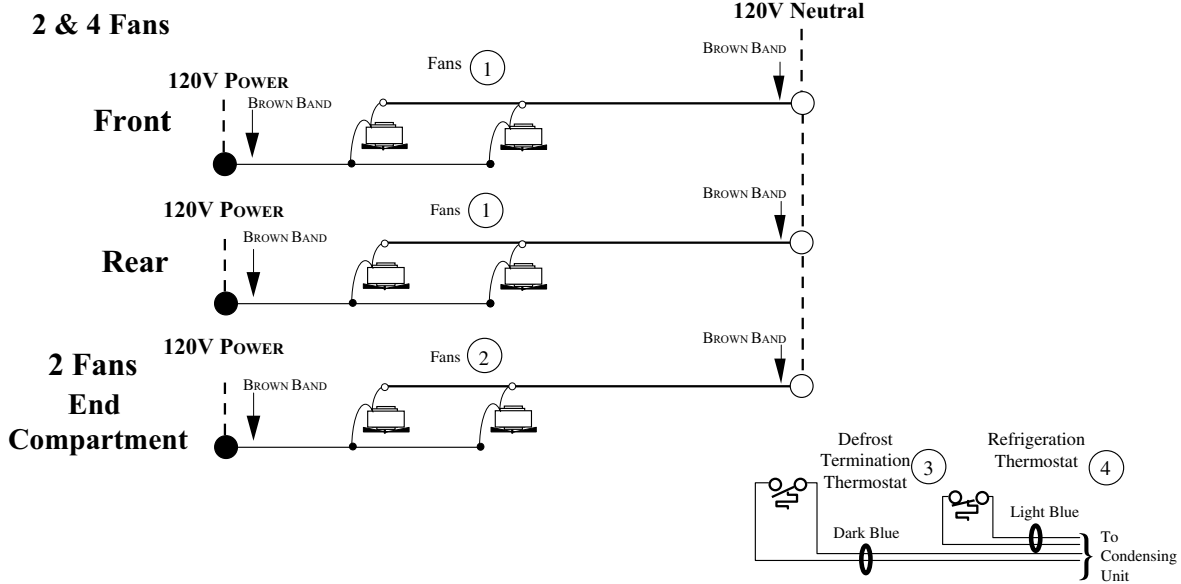 120V Neutral
2 & 4 Fans
BROWN BAND
Fans 1
120V POWER
BROWN BAND
Front
BROWN BAND
120V POWER
Fans 1
BROWN BAND
Rear
BROWN BAND
120V POWER
2 Fans
Fans 2
BROWN BAND
End
Compartment
Defrost
Termination
Thermostat
3
Refrigeration
Thermostat
4
Light Blue
Dark Blue
To
Condensing
Unit